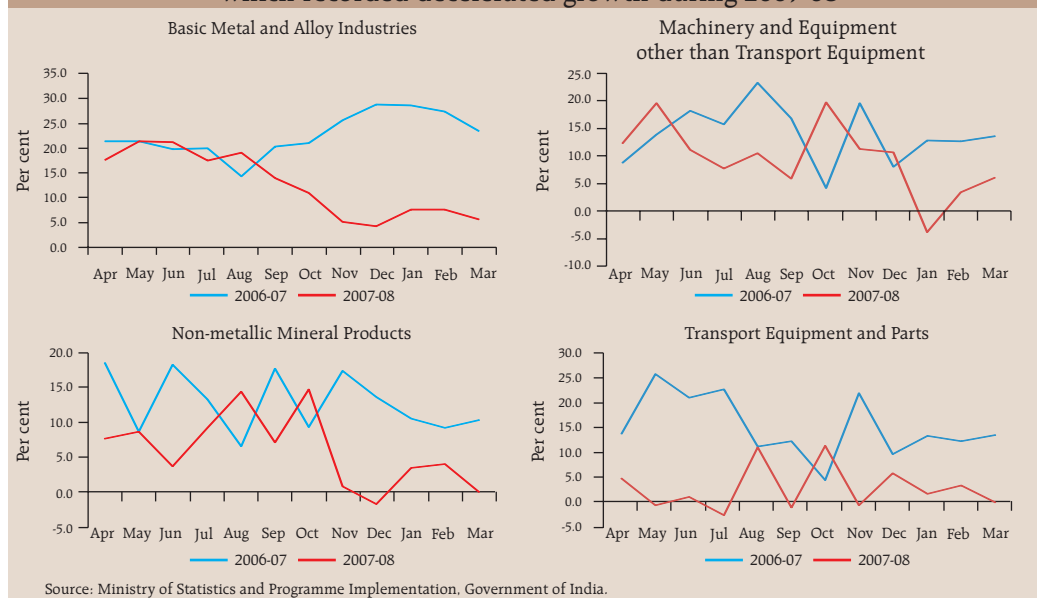 Basic Metal and Alloy Industries
35.0
30.0
25.0
20.0
15.0
10.0
5.0
0.0
Per cent
Apr May Jun Jul Aug Sep Oct Nov Dec Jan Feb Mar
2006-07 2007-08
Machinery and Equipment
other than Transport Equipment
25.0
20.0
15.0
10.0
5.0
0.0
-5.0
-10.0
Per cent
Apr May Jun Jul Aug Sep Oct Nov Dec Jan Feb Mar
2006-07 2007-08
Non-metallic Mineral Products
20.0
15.0
10.0
5.0
0.0
-5.0
Per cent
Apr May Jun Jul Aug Sep Oct Nov Dec Jan Feb Mar
2006-07 2007-08
Transport Equipment and Parts
30.0
25.0
20.0
15.0
10.0
5.0
0.0
-5.0
Per cent
Apr May Jun Jul Aug Sep Oct Nov Dec Jan Feb Mar
2006-07 2007-08
Source: Ministry of Statistics and Programme Implementation, Government of India.